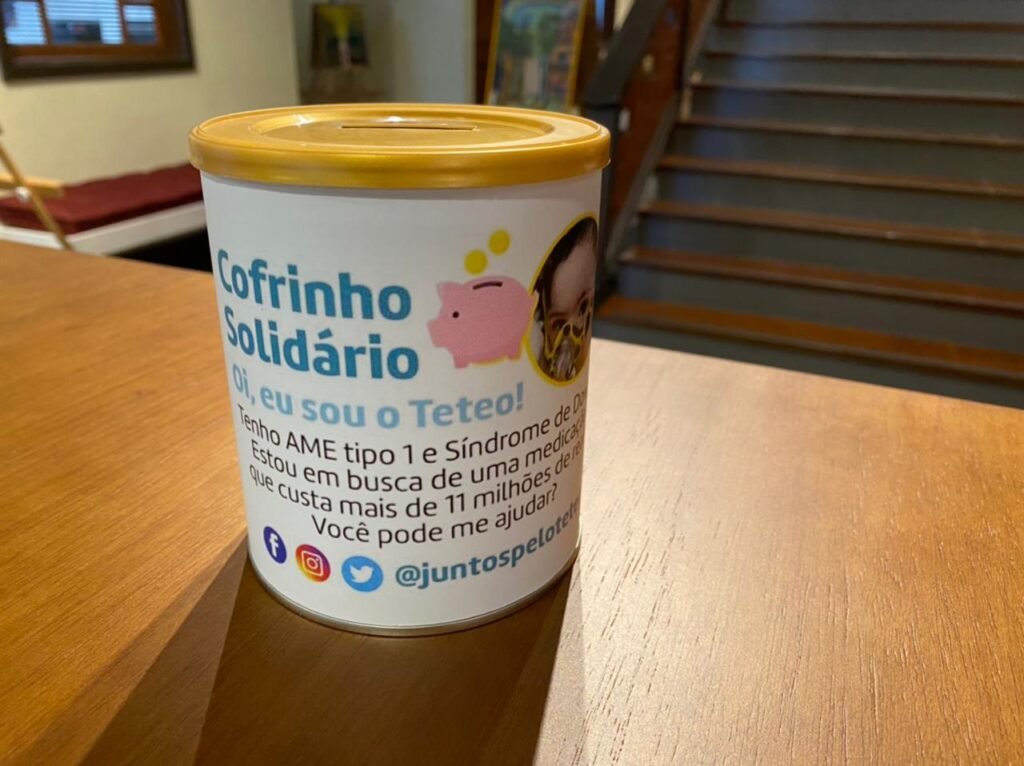 Cofrinho
Solidário
Oi, eu sou o Teteo!
Tenho AME tipo 1 e Síndrome de
Estou em busca de uma
que custa mais de 11 milhões de
Você pode me ajudar?